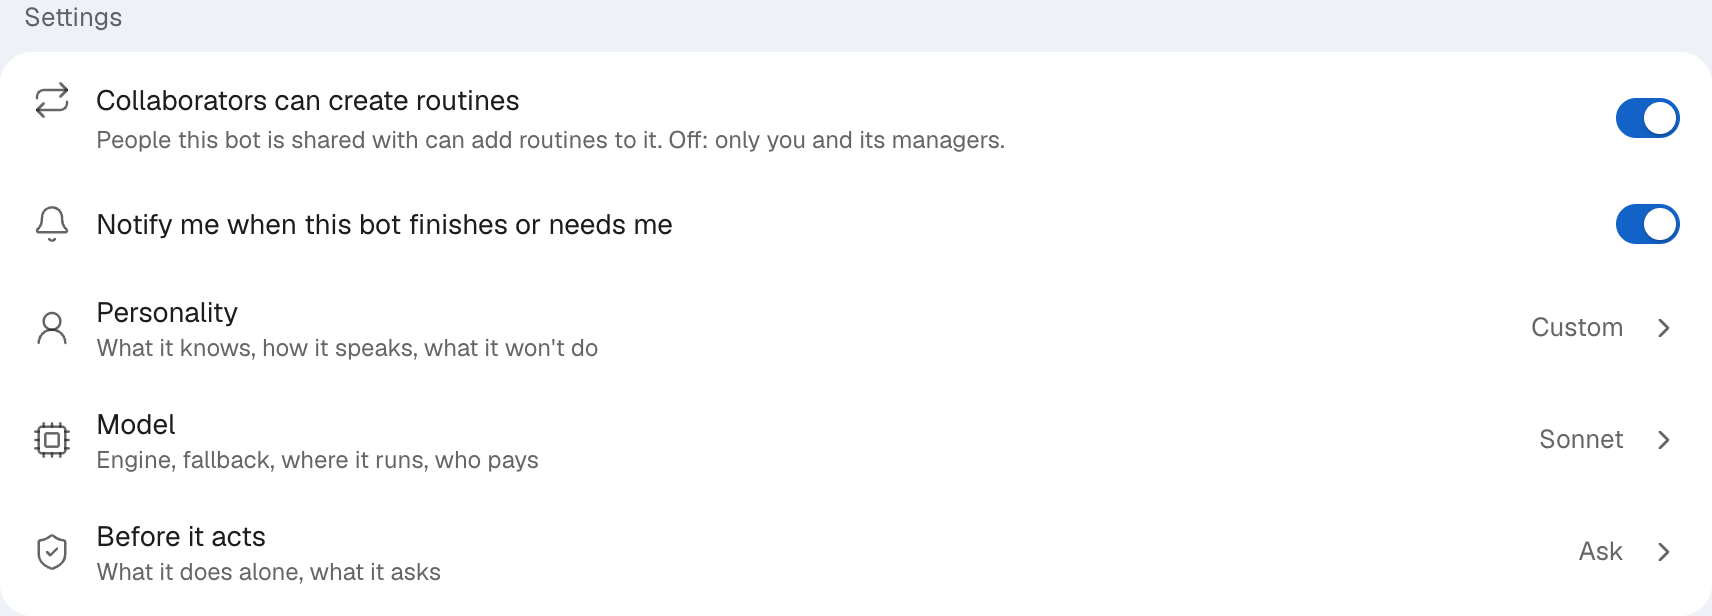 Settings
Collaborators can create routines
People this bot is shared with can add routines to it. Off: only you and its managers.
Notify me when this bot finishes or needs me
Personality
What it knows, how it speaks, what it won't do
Custom
Model
Engine, fallback, where it runs, who pays
Sonnet
Before it acts
What it does alone, what it asks
Ask